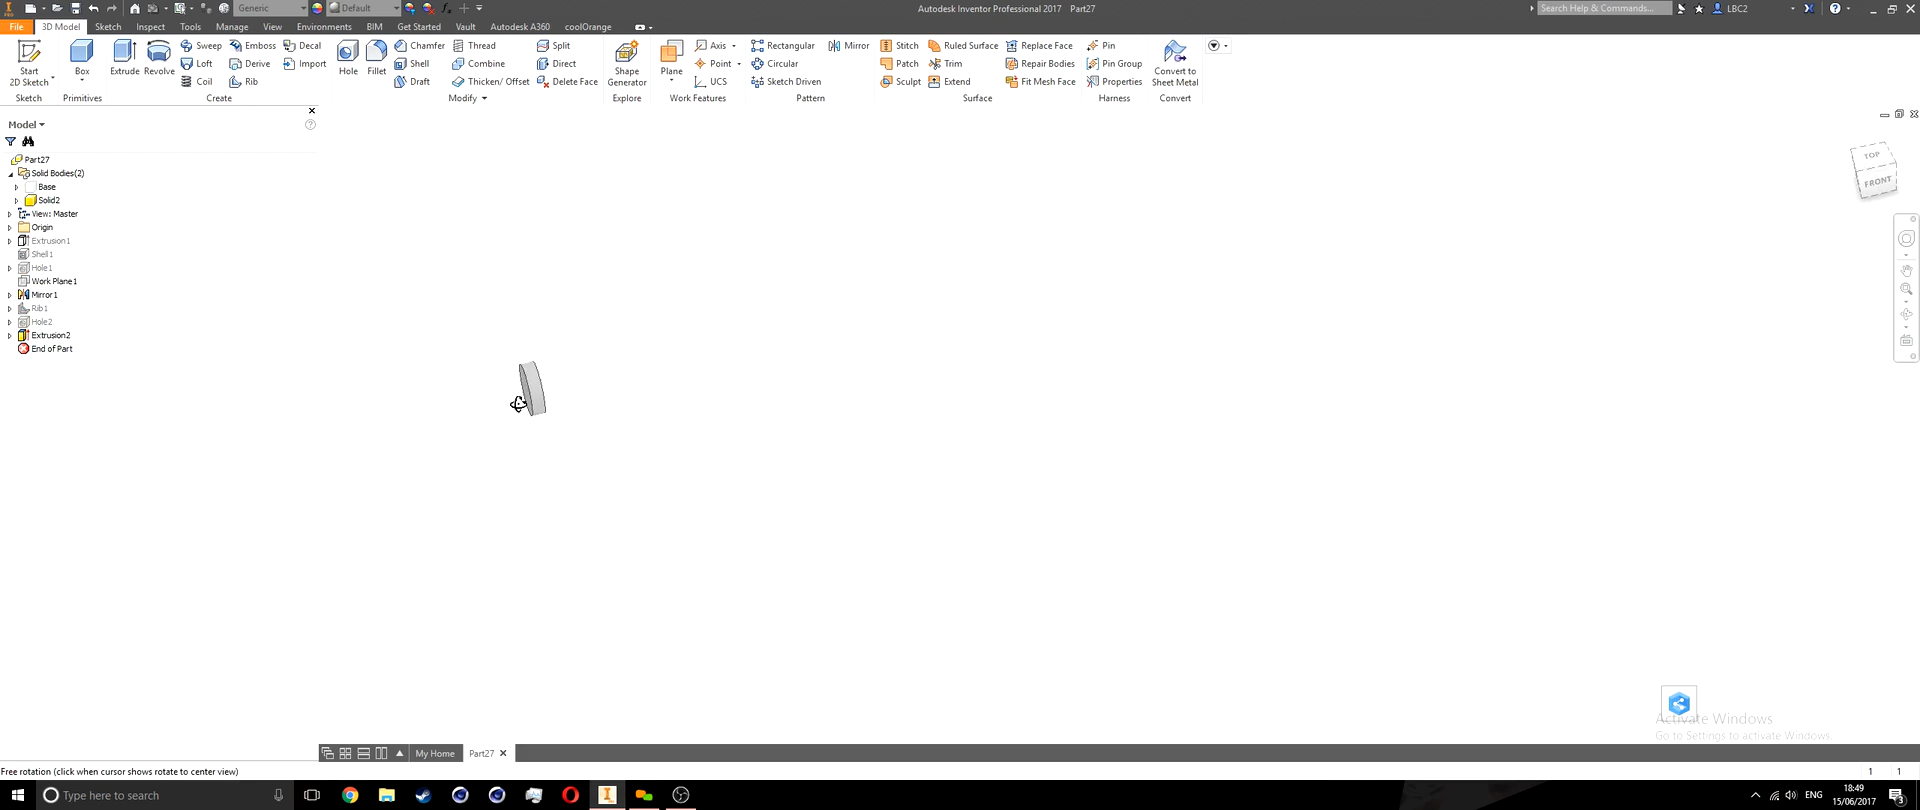 Generic
Default
Autodesk Inventor Professional 2017 Part27
Search Help & Commands...
LBC2
File 3D Model Sketch Inspect Tools Manage View Environments BIM Get Started Vault Autodesk A360 coolOrange
Start
2D Sketch
Box
Extrude
Revolve
Sweep Emboss Decal
Loft Derive Import
Coil Rib
Hole
Fillet
Chamfer Thread Split
Shell Combine Direct
Draft Thicken/ Offset Delete Face
Shape
Generator
Plane
Axis
Point
UCS
Rectangular Mirror
Circular
Sketch Driven
Stitch Ruled Surface Replace Face
Patch Trim Repair Bodies
Sculpt Extend Fit Mesh Face
Pin
Pin Group
Properties
Convert to
Sheet Metal
Sketch Primitives Create Modify Explore Work Features Pattern Surface Harness Convert
Model
Part27
Solid Bodies(2)
Base
Solid2
View: Master
Origin
Extrusion1
Shell1
Hole1
Work Plane1
Mirror1
Rib1
Hole2
Extrusion2
End of Part
TOP
FRONT
Activate Windows
Go to Settings to activate Windows.
My Home Part27
Free rotation (click when cursor shows rotate to center view)
1 1
Type here to search
ENG
18:49
15/06/2017
3